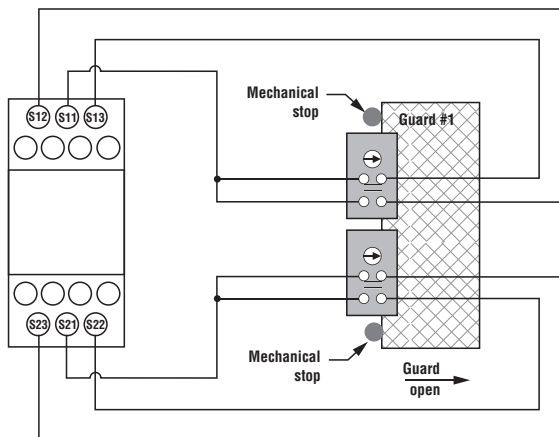 S12 S11 S13
Mechanical
stop
Guard #1
S23 S21 S22
Mechanical
stop
Guard
open